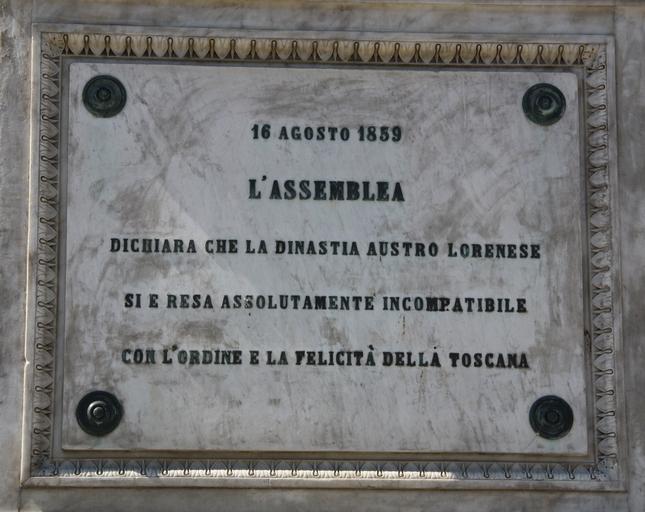 16 AGOSTO 1859
L'ASSEMBLEA
DICHIARA CHE LA DINASTIA AUSTRO LORENESE
SI E RESA ASSOLUTAMENTE INCOMPATIBILE
CON L'ORDINE E LA FELICITÀ DELLA TOSCANA